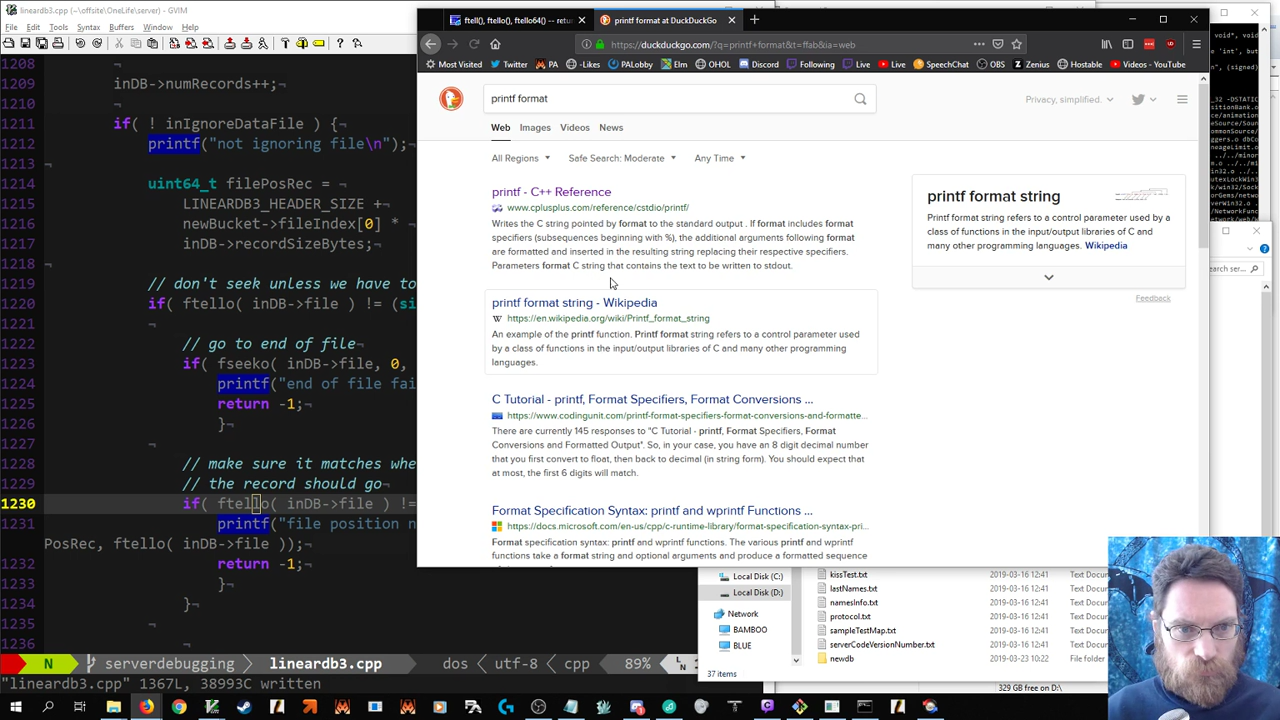 lineardb3.cpp (~\offsite\OneLife\server) - GVIM
File Edit Tools Syntax Buffers
1208
1209 inDB->numRecords++;
1210
1211 if( ! inIgnoreDataFile ) {
1212 printf("not ignoring file\n");
1213
1214 uint64_t filePosRec =
1215 LINEARDB3_HEADER_SIZE +
1216 newBucket->fileIndex[0] *
1217 inDB->recordSizeBytes;
1218
1219 // don't seek unless we have to
1220 if( ftello( inDB->file ) != (si
1221
1222 // go to end of file
1223 if( fseeko( inDB->file, 0,
1224 printf("end of file fai
1225 return -1;
1226 }
1227
1228 // make sure it matches whe
1229 // the record should go
1230 if( ftello( inDB->file ) !=
1231 printf("file position n
PosRec, ftello( inDB->file ));
1232 return -1;
1233 }
1234 }
1235
1236
N serverdebugging lineardb3.cpp dos utf-8 cpp 89%
"lineardb3.cpp" 1367L, 38993C written
ftell(), ftello(), ftello64() -- retu
printf format at DuckDuckGo
https://duckduckgo.com/?q=printf+format&t=ffab&ia=web
Most Visited Twitter PA -Likes PALobby Elm OHOL Discord Following Live Live SpeechChat OBS Zenius Hostable Videos - YouTube
printf format
Privacy, simplified.
Web Images Videos News
All Regions Safe Search: Moderate Any Time
printf - C++ Reference
www.cplusplus.com/reference/cstdio/printf/
Writes the C string pointed by format to the standard output . If format includes format
specifiers (subsequences beginning with %), the additional arguments following format
are formatted and inserted in the resulting string replacing their respective specifiers.
Parameters format C string that contains the text to be written to stdout.
printf format string - Wikipedia
https://en.wikipedia.org/wiki/Printf_format_string
An example of the printf function. Printf format string refers to a control parameter used
by a class of functions in the input/output libraries of C and many other programming
languages.
C Tutorial - printf, Format Specifiers, Format Conversions ...
https://www.codingunit.com/printf-format-specifiers-format-conversions-and-formatte...
There are currently 145 responses to "C Tutorial - printf, Format Specifiers, Format
Conversions and Formatted Output". So, in your case, you have an 8 digit decimal number
that you first convert to float, then back to decimal (in string form). You should expect that
at most, the first 6 digits will match.
Format Specification Syntax: printf and wprintf Functions ...
https://docs.microsoft.com/en-us/cpp/c-runtime-library/format-specification-syntax-pri...
Format specification syntax: printf and wprintf functions. The various printf and wprintf
functions take a format string and optional arguments and produce a formatted sequence
printf format string
Printf format string refers to a control parameter used by a
class of functions in the input/output libraries of C and
many other programming languages. Wikipedia
Feedback
Local Disk (C:)
Local Disk (D:)
Network
BAMBOO
BLUE
kissTest.txt 2019-03-16 12:41 Text Docu
lastNames.txt 2019-03-16 12:41 Text Docu
namesInfo.txt 2019-03-16 12:41 Text Docu
protocol.txt 2019-03-16 12:41 Text Docu
sampleTestMap.txt 2019-03-16 12:41 Text Docu
serverCodeVersionNumber.txt 2019-03-16 12:41 Text Docu
newdb 2019-03-23 10:22 File folder
37 items
329 GB free on D:\